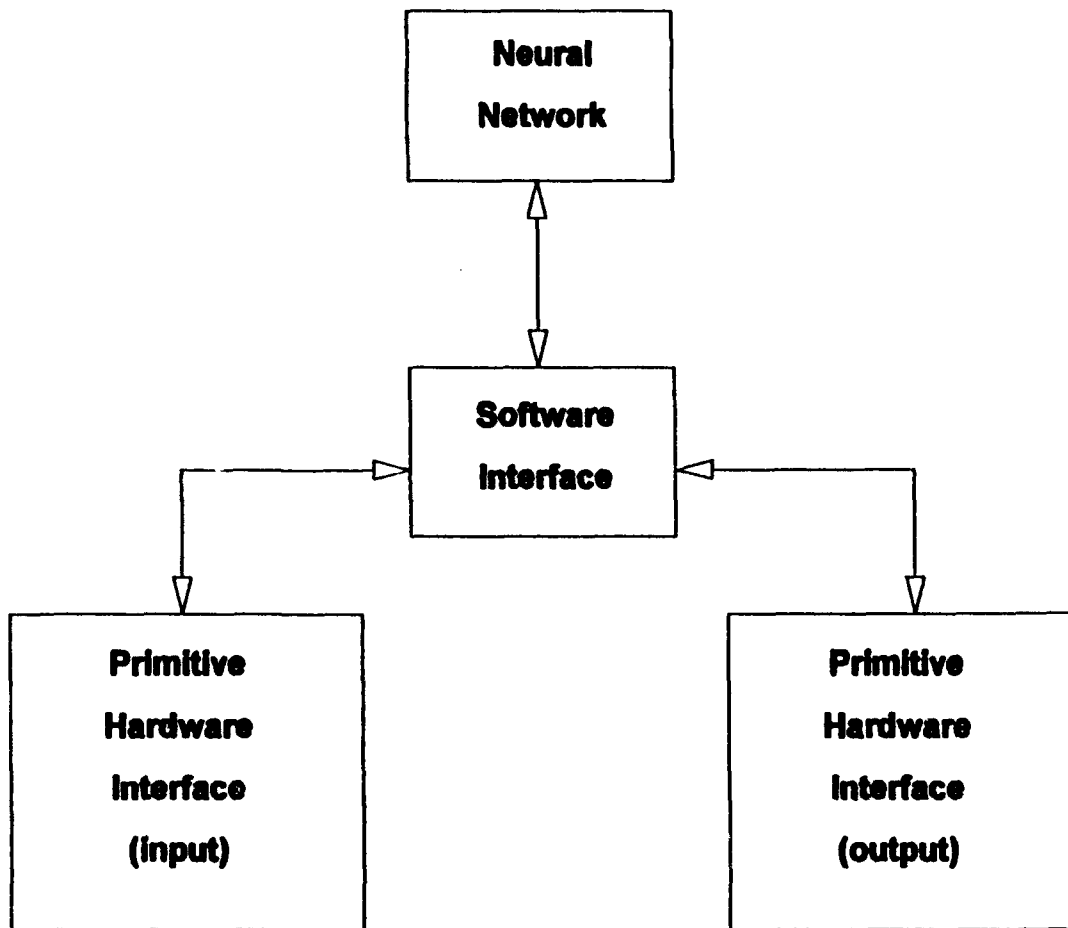 Neural
Network
Software
Interface
Primitive
Hardware
Interface
(input)
Primitive
Hardware
Interface
(output)